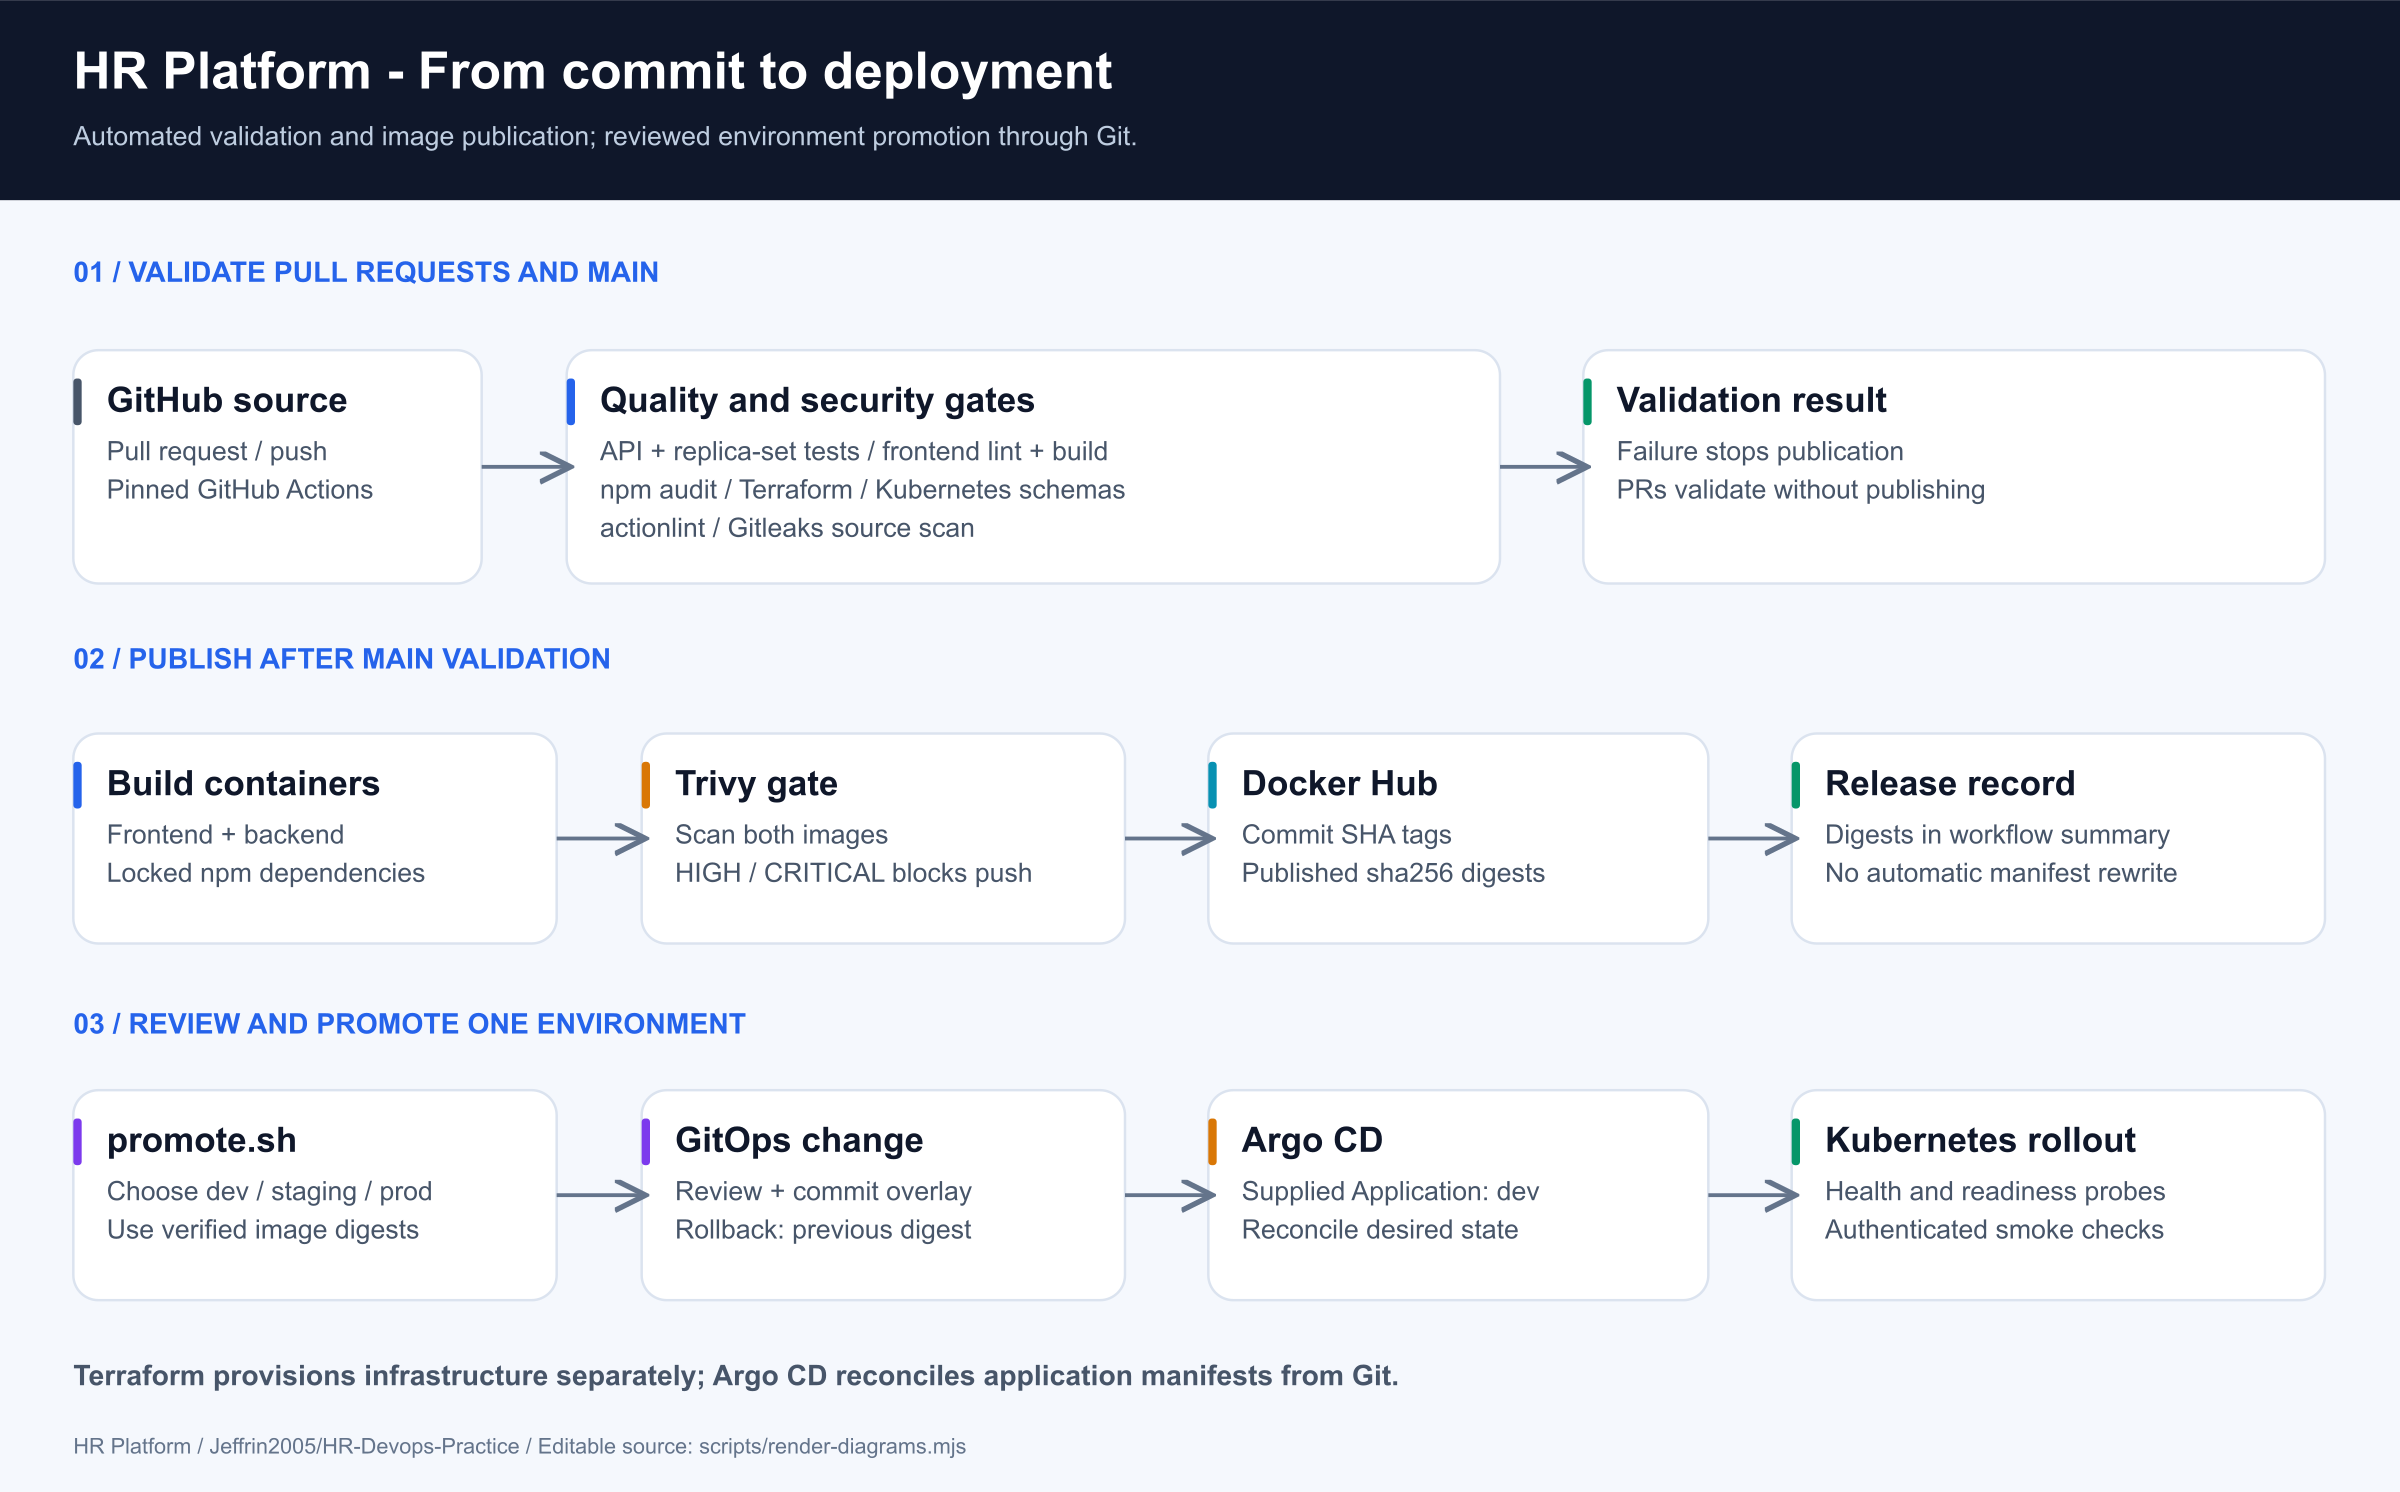 HR Platform - From commit to deployment
Automated validation and image publication; reviewed environment promotion through Git.
01 / VALIDATE PULL REQUESTS AND MAIN
GitHub source
Pull request / push
Pinned GitHub Actions
Quality and security gates
API + replica-set tests / frontend lint + build
npm audit / Terraform / Kubernetes schemas
actionlint / Gitleaks source scan
Validation result
Failure stops publication
PRs validate without publishing
02 / PUBLISH AFTER MAIN VALIDATION
Build containers
Frontend + backend
Locked npm dependencies
Trivy gate
Scan both images
HIGH / CRITICAL blocks push
Docker Hub
Commit SHA tags
Published sha256 digests
Release record
Digests in workflow summary
No automatic manifest rewrite
03 / REVIEW AND PROMOTE ONE ENVIRONMENT
promote.sh
Choose dev / staging / prod
Use verified image digests
GitOps change
Review + commit overlay
Rollback: previous digest
Argo CD
Supplied Application: dev
Reconcile desired state
Kubernetes rollout
Health and readiness probes
Authenticated smoke checks
Terraform provisions infrastructure separately; Argo CD reconciles application manifests from Git.
HR Platform / Jeffrin2005/HR-Devops-Practice / Editable source: scripts/render-diagrams.mjs